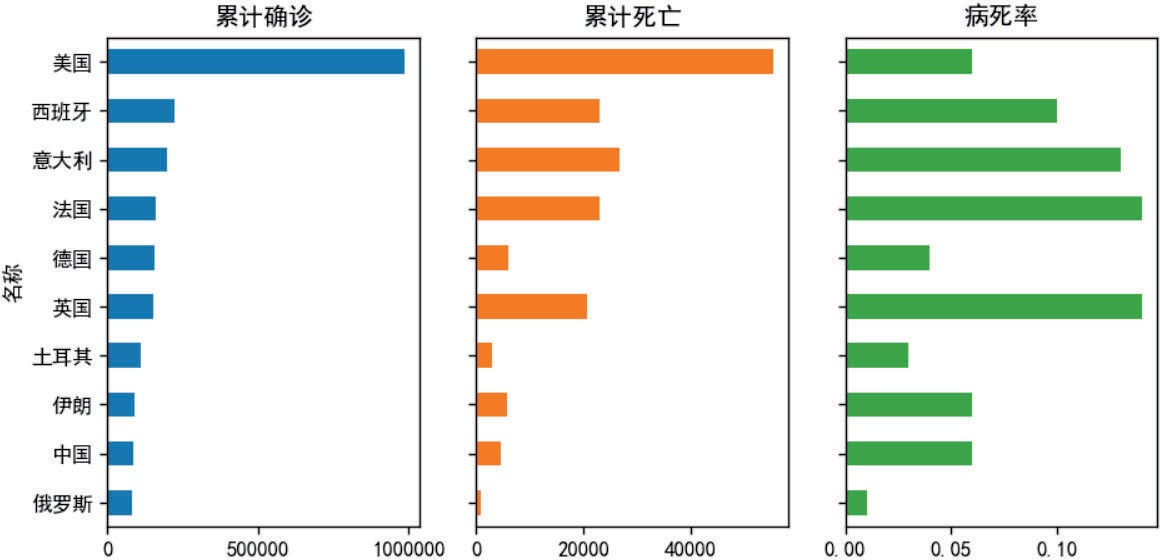 累计确诊
累计死亡
病死率
名称
美国
西班牙
意大利
法国
德国
英国
土耳其
伊朗
中国
俄罗斯
0 500000 1000000
0 20000 40000
0.00 0.05 0.10